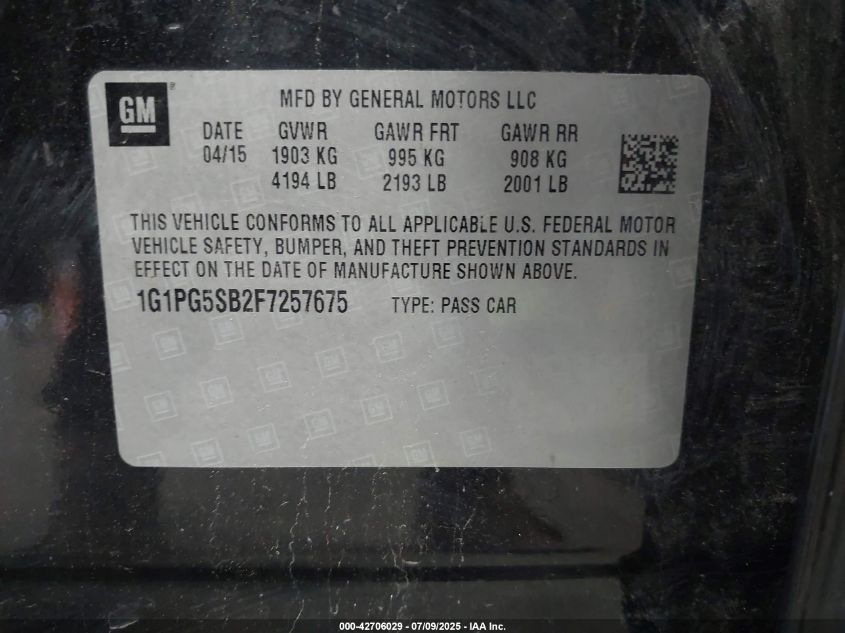 GM
MFD BY GENERAL MOTORS LLC
DATE GVWR GAWR FRT GAWR RR
04/15 1903 KG 995 KG 908 KG
4194 LB 2193 LB 2001 LB
THIS VEHICLE CONFORMS TO ALL APPLICABLE U.S. FEDERAL MOTOR
VEHICLE SAFETY, BUMPER, AND THEFT PREVENTION STANDARDS IN
EFFECT ON THE DATE OF MANUFACTURE SHOWN ABOVE.
1G1PG5SB2F7257675 TYPE: PASS CAR
000-42706029 - 07/09/2025 - IAA Inc.